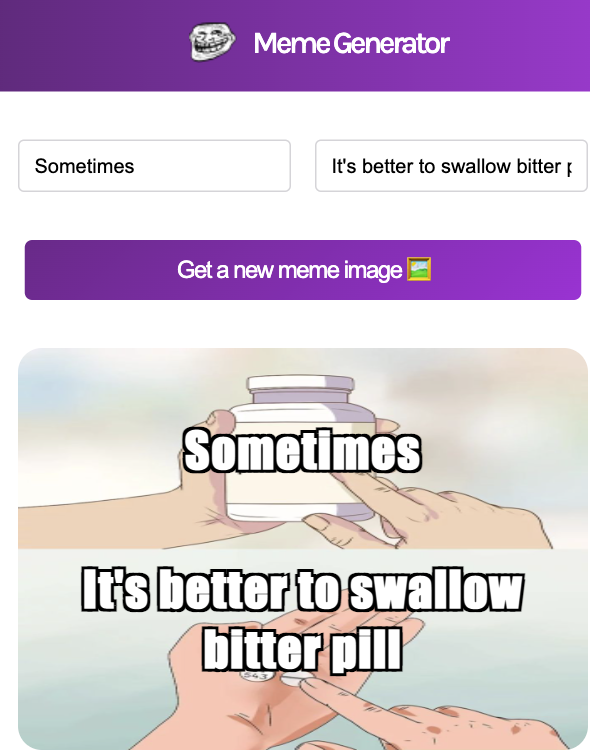 Meme Generator
Sometimes
It's better to swallow bitter
Get a new meme image
Sometimes
It's better to swallow
bitter pill
543